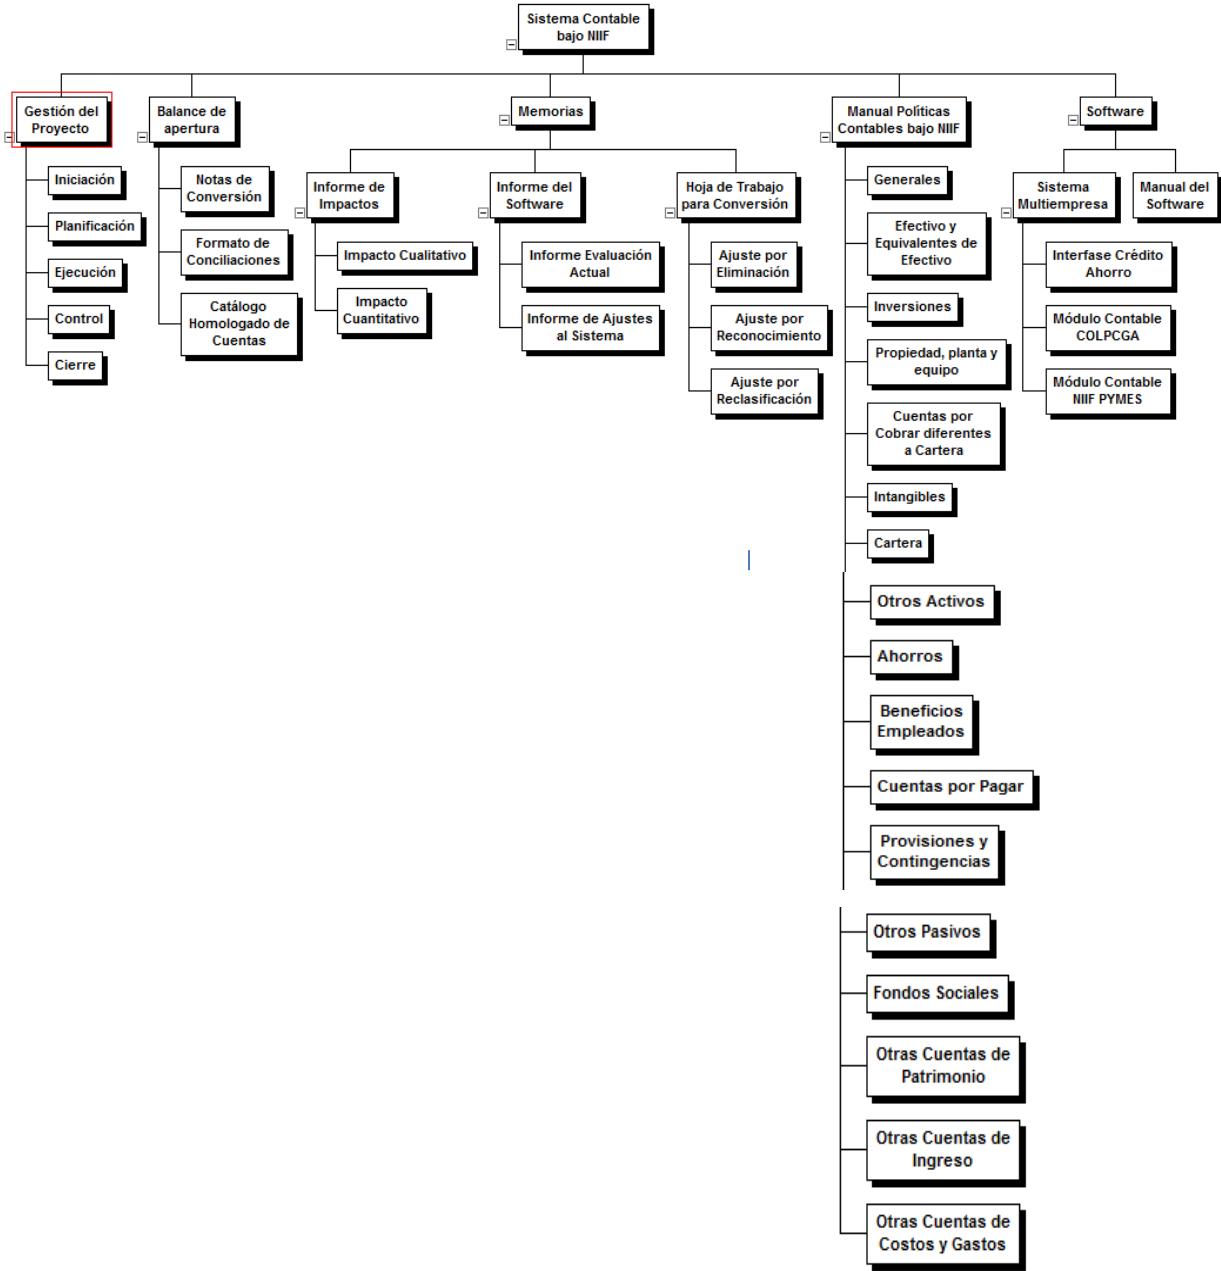 Sistema Contable
bajo NIIF
Gestión del
Proyecto
Iniciación
Planificación
Ejecución
Control
Cierre
Balance de
apertura
Notas de
Conversión
Formato de
Conciliaciones
Catálogo
Homologado de
Cuentas
Memorias
Informe de
Impactos
Impacto Cualitativo
Impacto
Cuantitativo
Informe del
Software
Informe Evaluación
Actual
Informe de Ajustes
al Sistema
Hoja de Trabajo
para Conversión
Ajuste por
Eliminación
Ajuste por
Reconocimiento
Ajuste por
Reclasificación
Manual Políticas
Contables bajo NIIF
Generales
Efectivo y
Equivalentes de
Efectivo
Inversiones
Propiedad, planta y
equipo
Cuentas por
Cobrar diferentes
a Cartera
Intangibles
Cartera
Otros Activos
Ahorros
Beneficios
Empleados
Cuentas por Pagar
Provisiones y
Contingencias
Otros Pasivos
Fondos Sociales
Otras Cuentas de
Patrimonio
Otras Cuentas de
Ingreso
Otras Cuentas de
Costos y Gastos
Software
Sistema
Multiempresa
Interfase Crédito
Ahorro
Módulo Contable
COLPCGA
Módulo Contable
NIIF PYMES
Manual del
Software